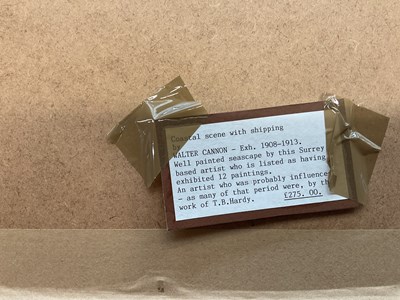 Coastal scene with shipping
by
WALTER CANNON - Exh. 1908-1913.
Well painted seascape by this Surrey
based artist who is listed as having
exhibited 12 paintings.
An artist who was probably influence
- as many of that period were, by the
work of T.B.Hardy. £275. 00.